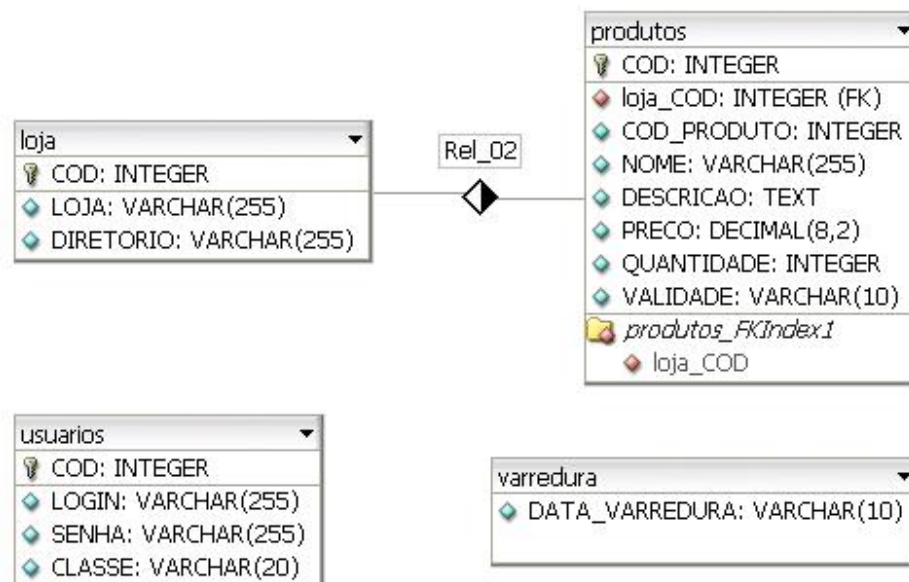 loja
COD: INTEGER
LOJA: VARCHAR(255)
DIRETORIO: VARCHAR(255)
Rel_02
produtos
COD: INTEGER
loja_COD: INTEGER (FK)
COD_PRODUTO: INTEGER
NOME: VARCHAR(255)
DESCRICAO: TEXT
PRECO: DECIMAL(8,2)
QUANTIDADE: INTEGER
VALIDADE: VARCHAR(10)
produtos_FKIndex1
loja_COD
usuarios
COD: INTEGER
LOGIN: VARCHAR(255)
SENHA: VARCHAR(255)
CLASSE: VARCHAR(20)
varredura
DATA_VARREDURA: VARCHAR(10)